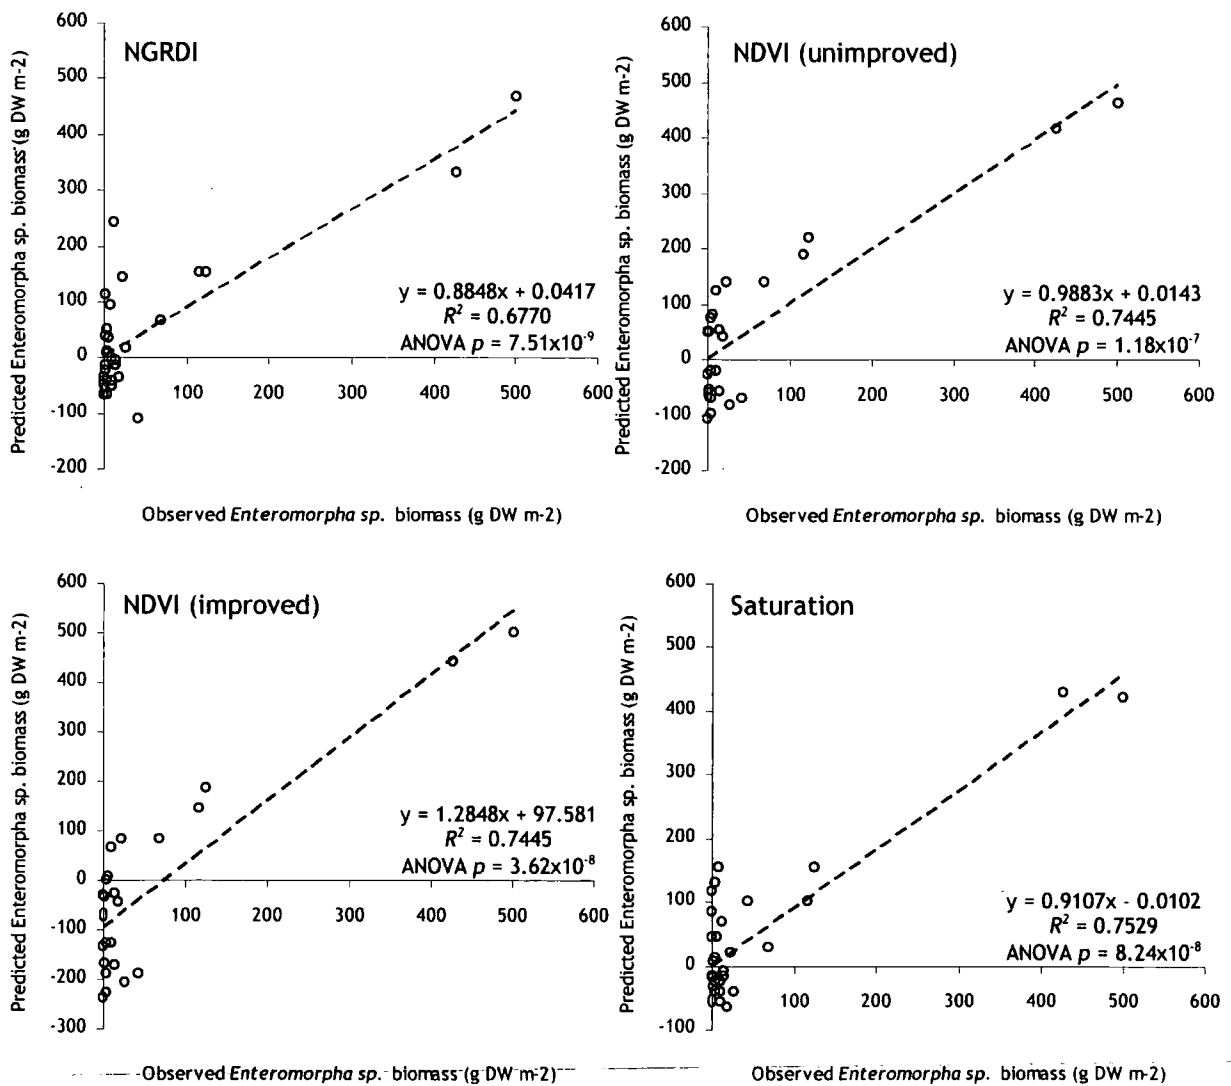 NGRDI
Predicted Enteromorpha sp. biomass (g DW m-2)
600
500
400
300
200
100
0
-100
-200
0
100
200
300
400
500
600
y = 0.8848x + 0.0417
R² = 0.6770
ANOVA p = 7.51x10⁻⁹
Observed Enteromorpha sp. biomass (g DW m-2)
NDVI (unimproved)
Predicted Enteromorpha sp. biomass (g DW m-2)
600
500
400
300
200
100
0
-100
-200
0
100
200
300
400
500
600
y = 0.9883x + 0.0143
R² = 0.7445
ANOVA p = 1.18x10⁻⁷
Observed Enteromorpha sp. biomass (g DW m-2)
NDVI (improved)
Predicted Enteromorpha sp. biomass (g DW m-2)
600
500
400
300
200
100
0
-100
-200
-300
0
100
200
300
400
500
600
y = 1.2848x + 97.581
R² = 0.7445
ANOVA p = 3.62x10⁻⁸
Observed Enteromorpha sp. biomass (g DW m-2)
Saturation
Predicted Enteromorpha sp. biomass (g DW m-2)
600
500
400
300
200
100
0
-100
0
100
200
300
400
500
600
y = 0.9107x - 0.0102
R² = 0.7529
ANOVA p = 8.24x10⁻⁸
Observed Enteromorpha sp. biomass (g DW m-2)